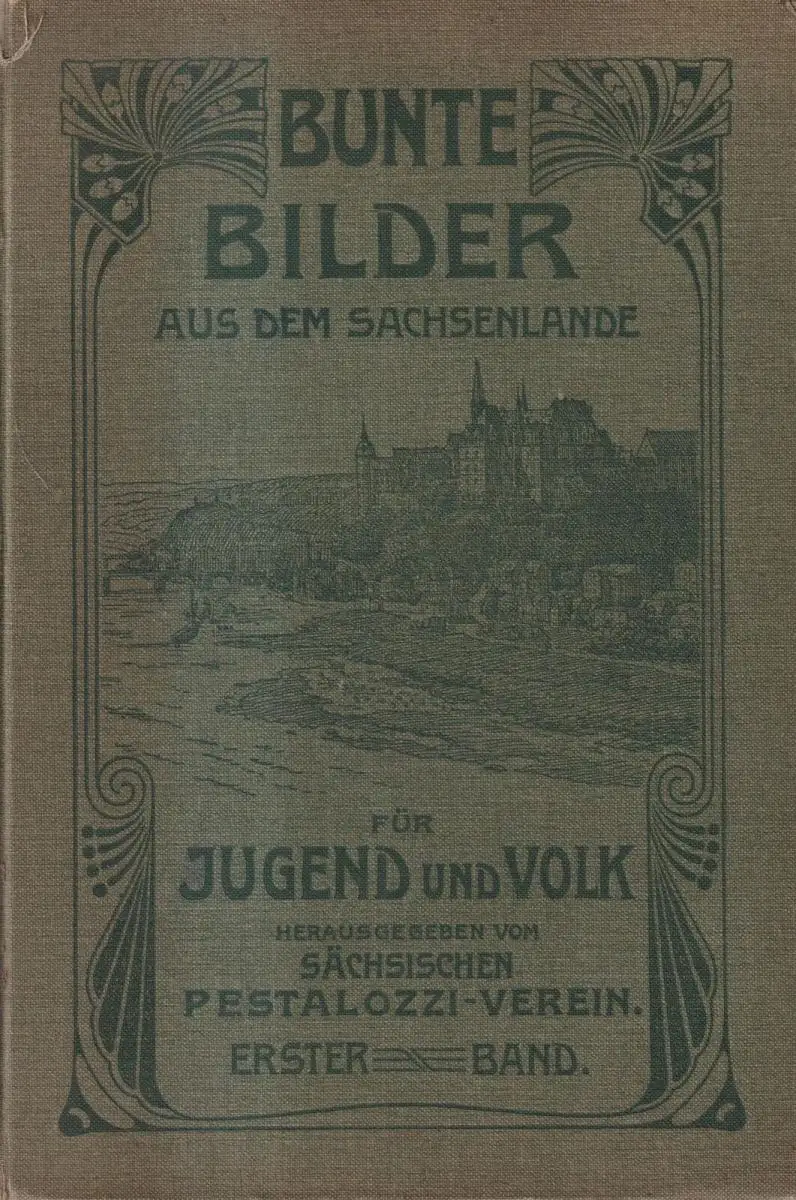 BUNTE
BILDER
AUS DEM SACHSENLANDE
FÜR
JUGEND UND VOLK
HERAUSGEGEBEN VOM
SÄCHSISCHEN
PESTALOZZI-VEREIN.
ERSTER BAND.